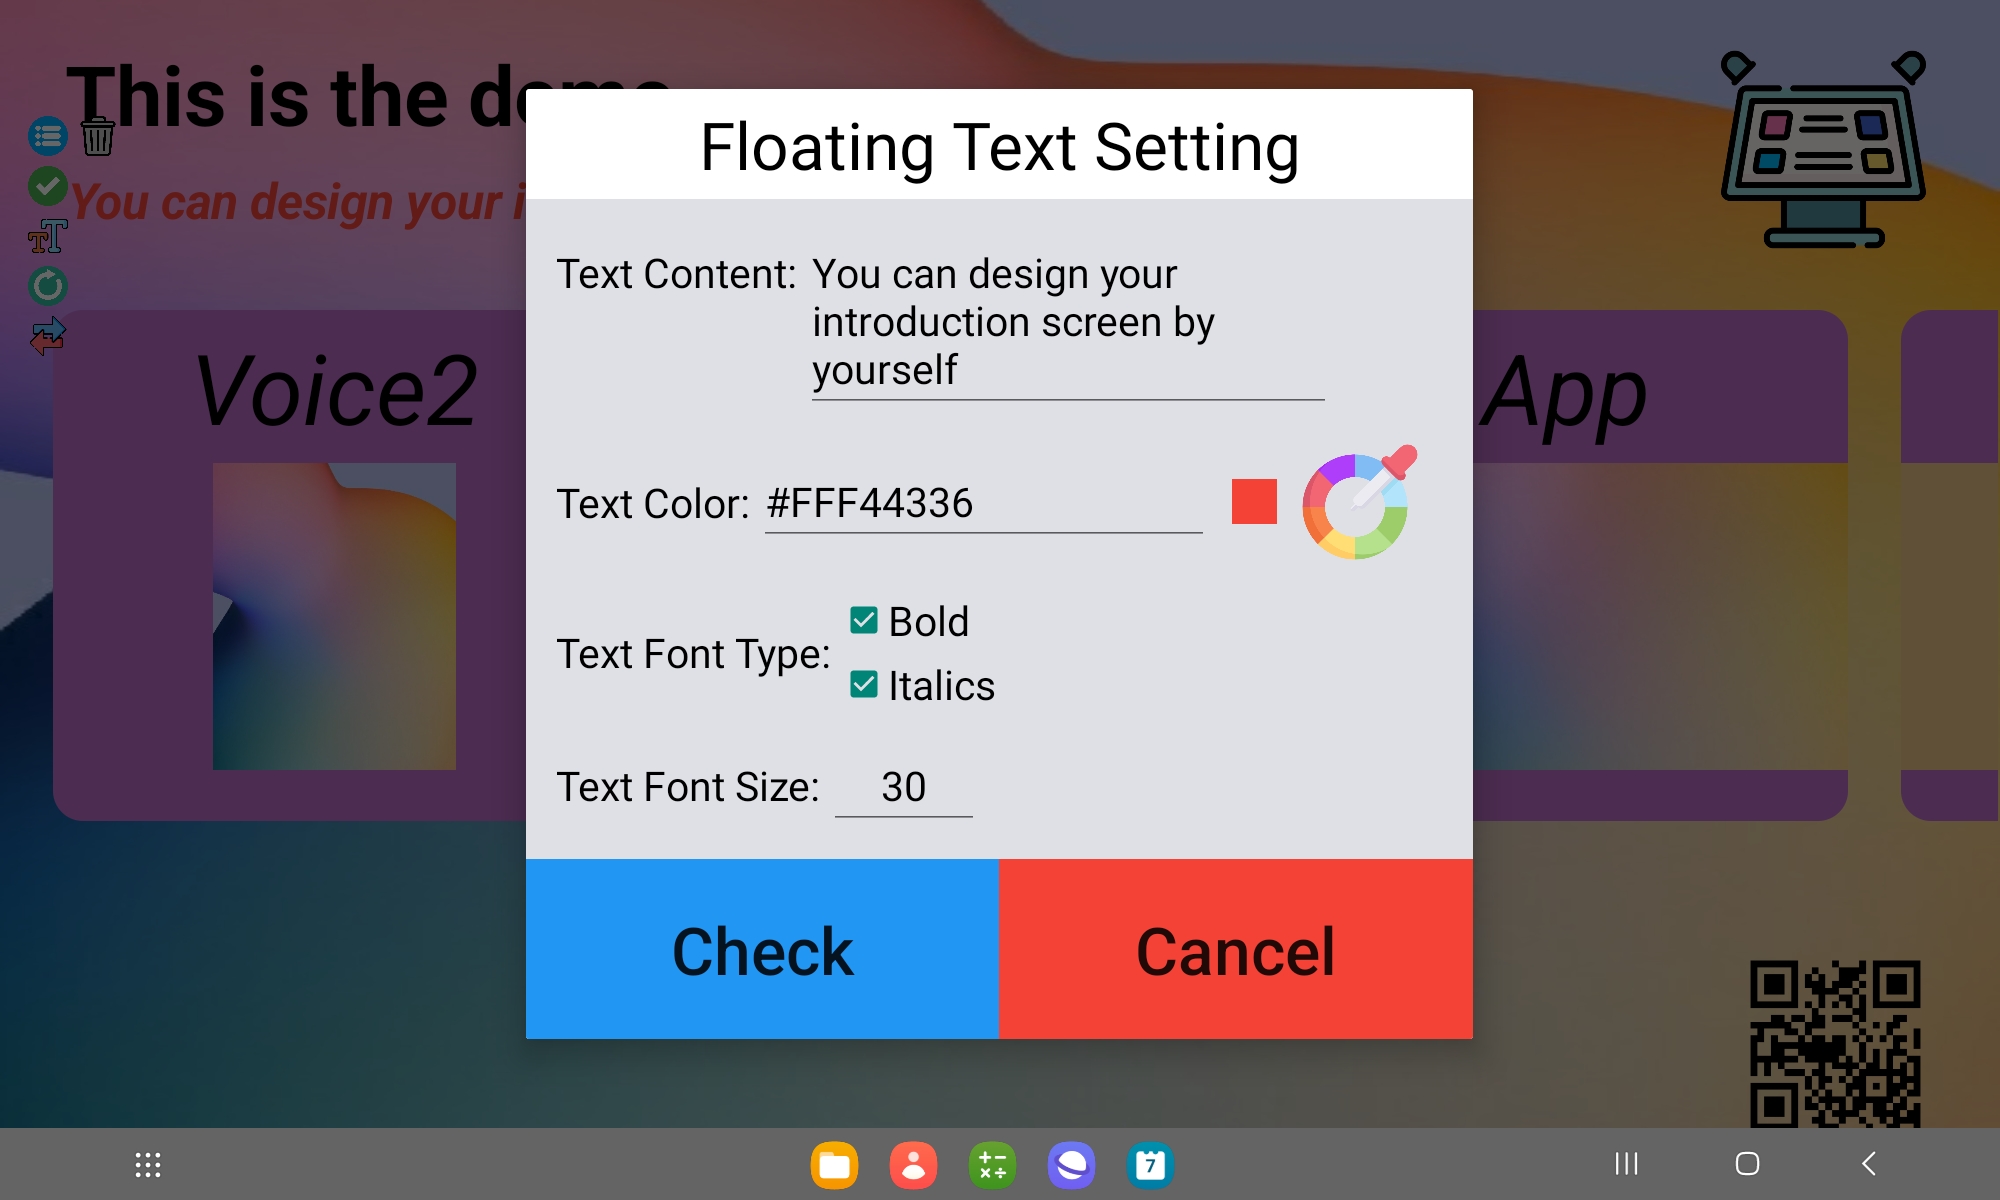 This is the demo
You can design your i
Voice2
App
Floating Text Setting
Text Content: You can design your
introduction screen by
yourself
Text Color: #FFF44336
Text Font Type:
Bold
Italics
Text Font Size: 30
Check
Cancel
7